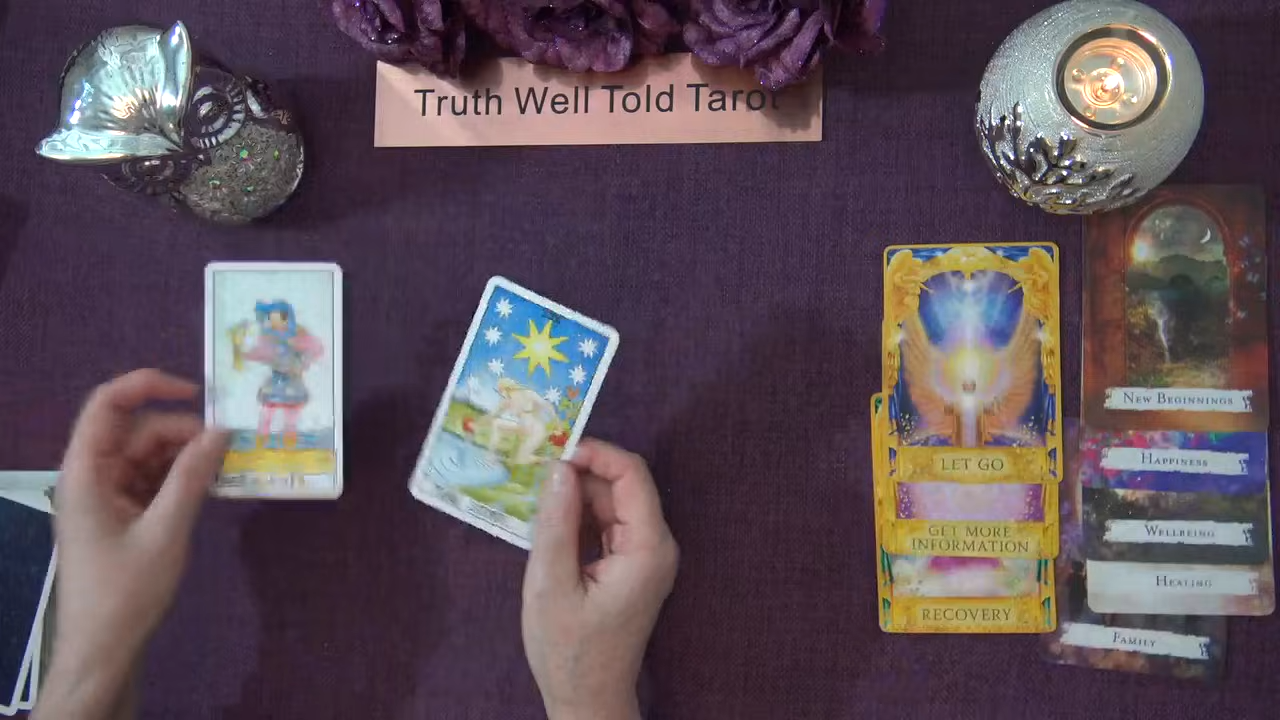 Truth Well Told Tarot
LET GO
GET MORE
INFORMATION
RECOVERY
NEW BEGINNINGS
HAPPINESS
WELLBEING
HEALING
FAMILY